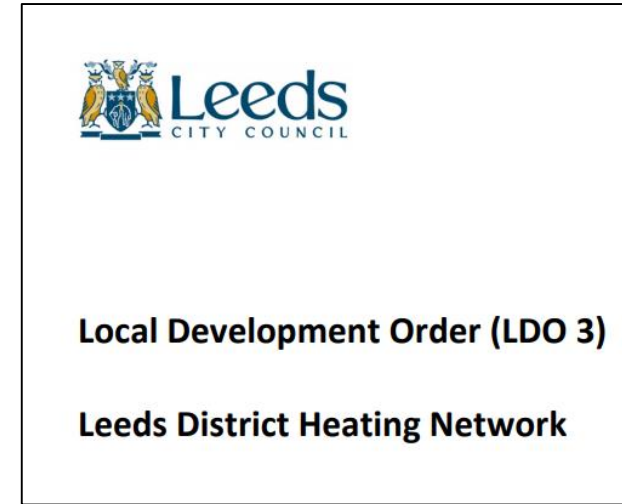 Leeds
CITY COUNCIL
Local Development Order (LDO 3)
Leeds District Heating Network